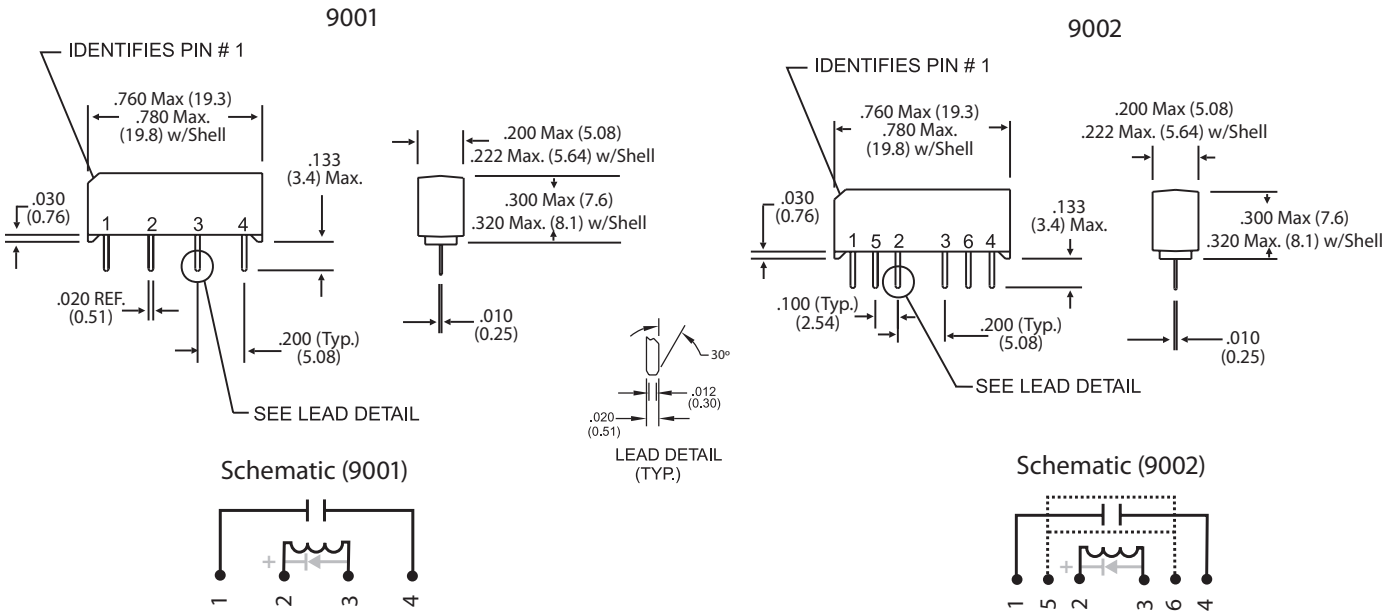 9001
IDENTIFIES PIN # 1
.760 Max (19.3)
.780 Max.
(19.8) w/Shell
.200 Max (5.08)
.222 Max. (5.64) w/Shell
.133
(3.4) Max.
.030
(0.76)
.300 Max (7.6)
.320 Max. (8.1) w/Shell
1 2 3 4
.020 REF.
(0.51)
.010
(0.25)
.200 (Typ.)
(5.08)
SEE LEAD DETAIL
30º
.012
(0.30)
.020
(0.51)
LEAD DETAIL
(TYP.)
9002
IDENTIFIES PIN # 1
.760 Max (19.3)
.780 Max.
(19.8) w/Shell
.200 Max (5.08)
.222 Max. (5.64) w/Shell
.030
(0.76)
.133
(3.4) Max.
.300 Max (7.6)
.320 Max. (8.1) w/Shell
1 5 2 3 6 4
.100 (Typ.)
(2.54)
.200 (Typ.)
(5.08)
.010
(0.25)
SEE LEAD DETAIL
Schematic (9001)
+
1 2 3 4
Schematic (9002)
+
1 5 2 3 6 4